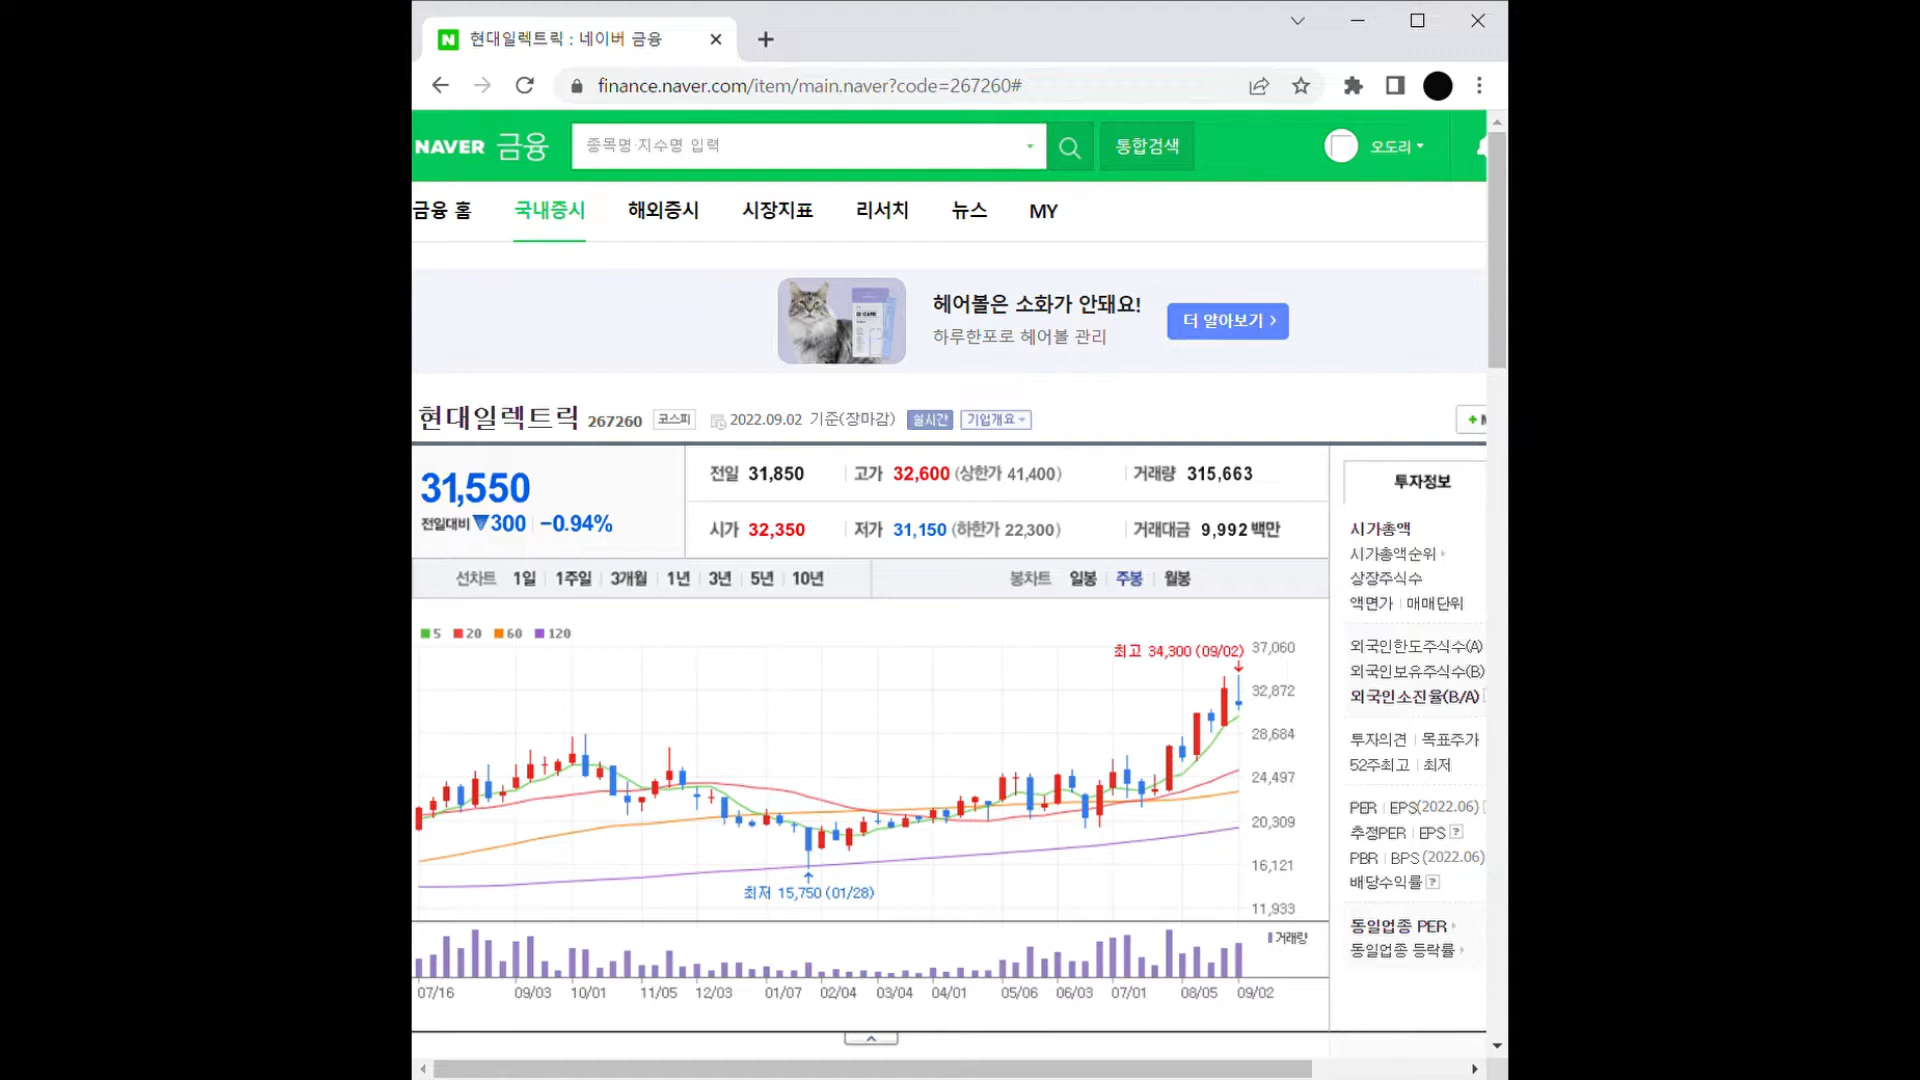 현대일렉트릭 : 네이버 금융
finance.naver.com/item/main.naver?code=267260#
NAVER 금융 종목명·지수명 입력 통합검색 오도리
금융 홈 국내증시 해외증시 시장지표 리서치 뉴스 MY
헤어볼은 소화가 안돼요!
하루한포로 헤어볼 관리
더 알아보기 >
현대일렉트릭 267260 코스피 2022.09.02 기준(장마감) 실시간 기업개요
31,550
전일대비 ▼300 -0.94%
전일 31,850 고가 32,600 (상한가 41,400) 거래량 315,663
시가 32,350 저가 31,150 (하한가 22,300) 거래대금 9,992 백만
선차트 1일 1주일 3개월 1년 3년 5년 10년 봉차트 일봉 주봉 월봉
5 20 60 120
최고 34,300 (09/02)
37,060
32,872
28,684
24,497
20,309
16,121
11,933
최저 15,750 (01/28)
거래량
07/16 09/03 10/01 11/05 12/03 01/07 02/04 03/04 04/01 05/06 06/03 07/01 08/05 09/02
투자정보
시가총액
시가총액순위
상장주식수
액면가 매매단위
외국인한도주식수(A)
외국인보유주식수(B)
외국인소진율(B/A)
투자의견 목표주가
52주최고 최저
PER EPS(2022.06)
추정PER EPS ?
PBR BPS (2022.06)
배당수익률 ?
동일업종 PER
동일업종 등락률